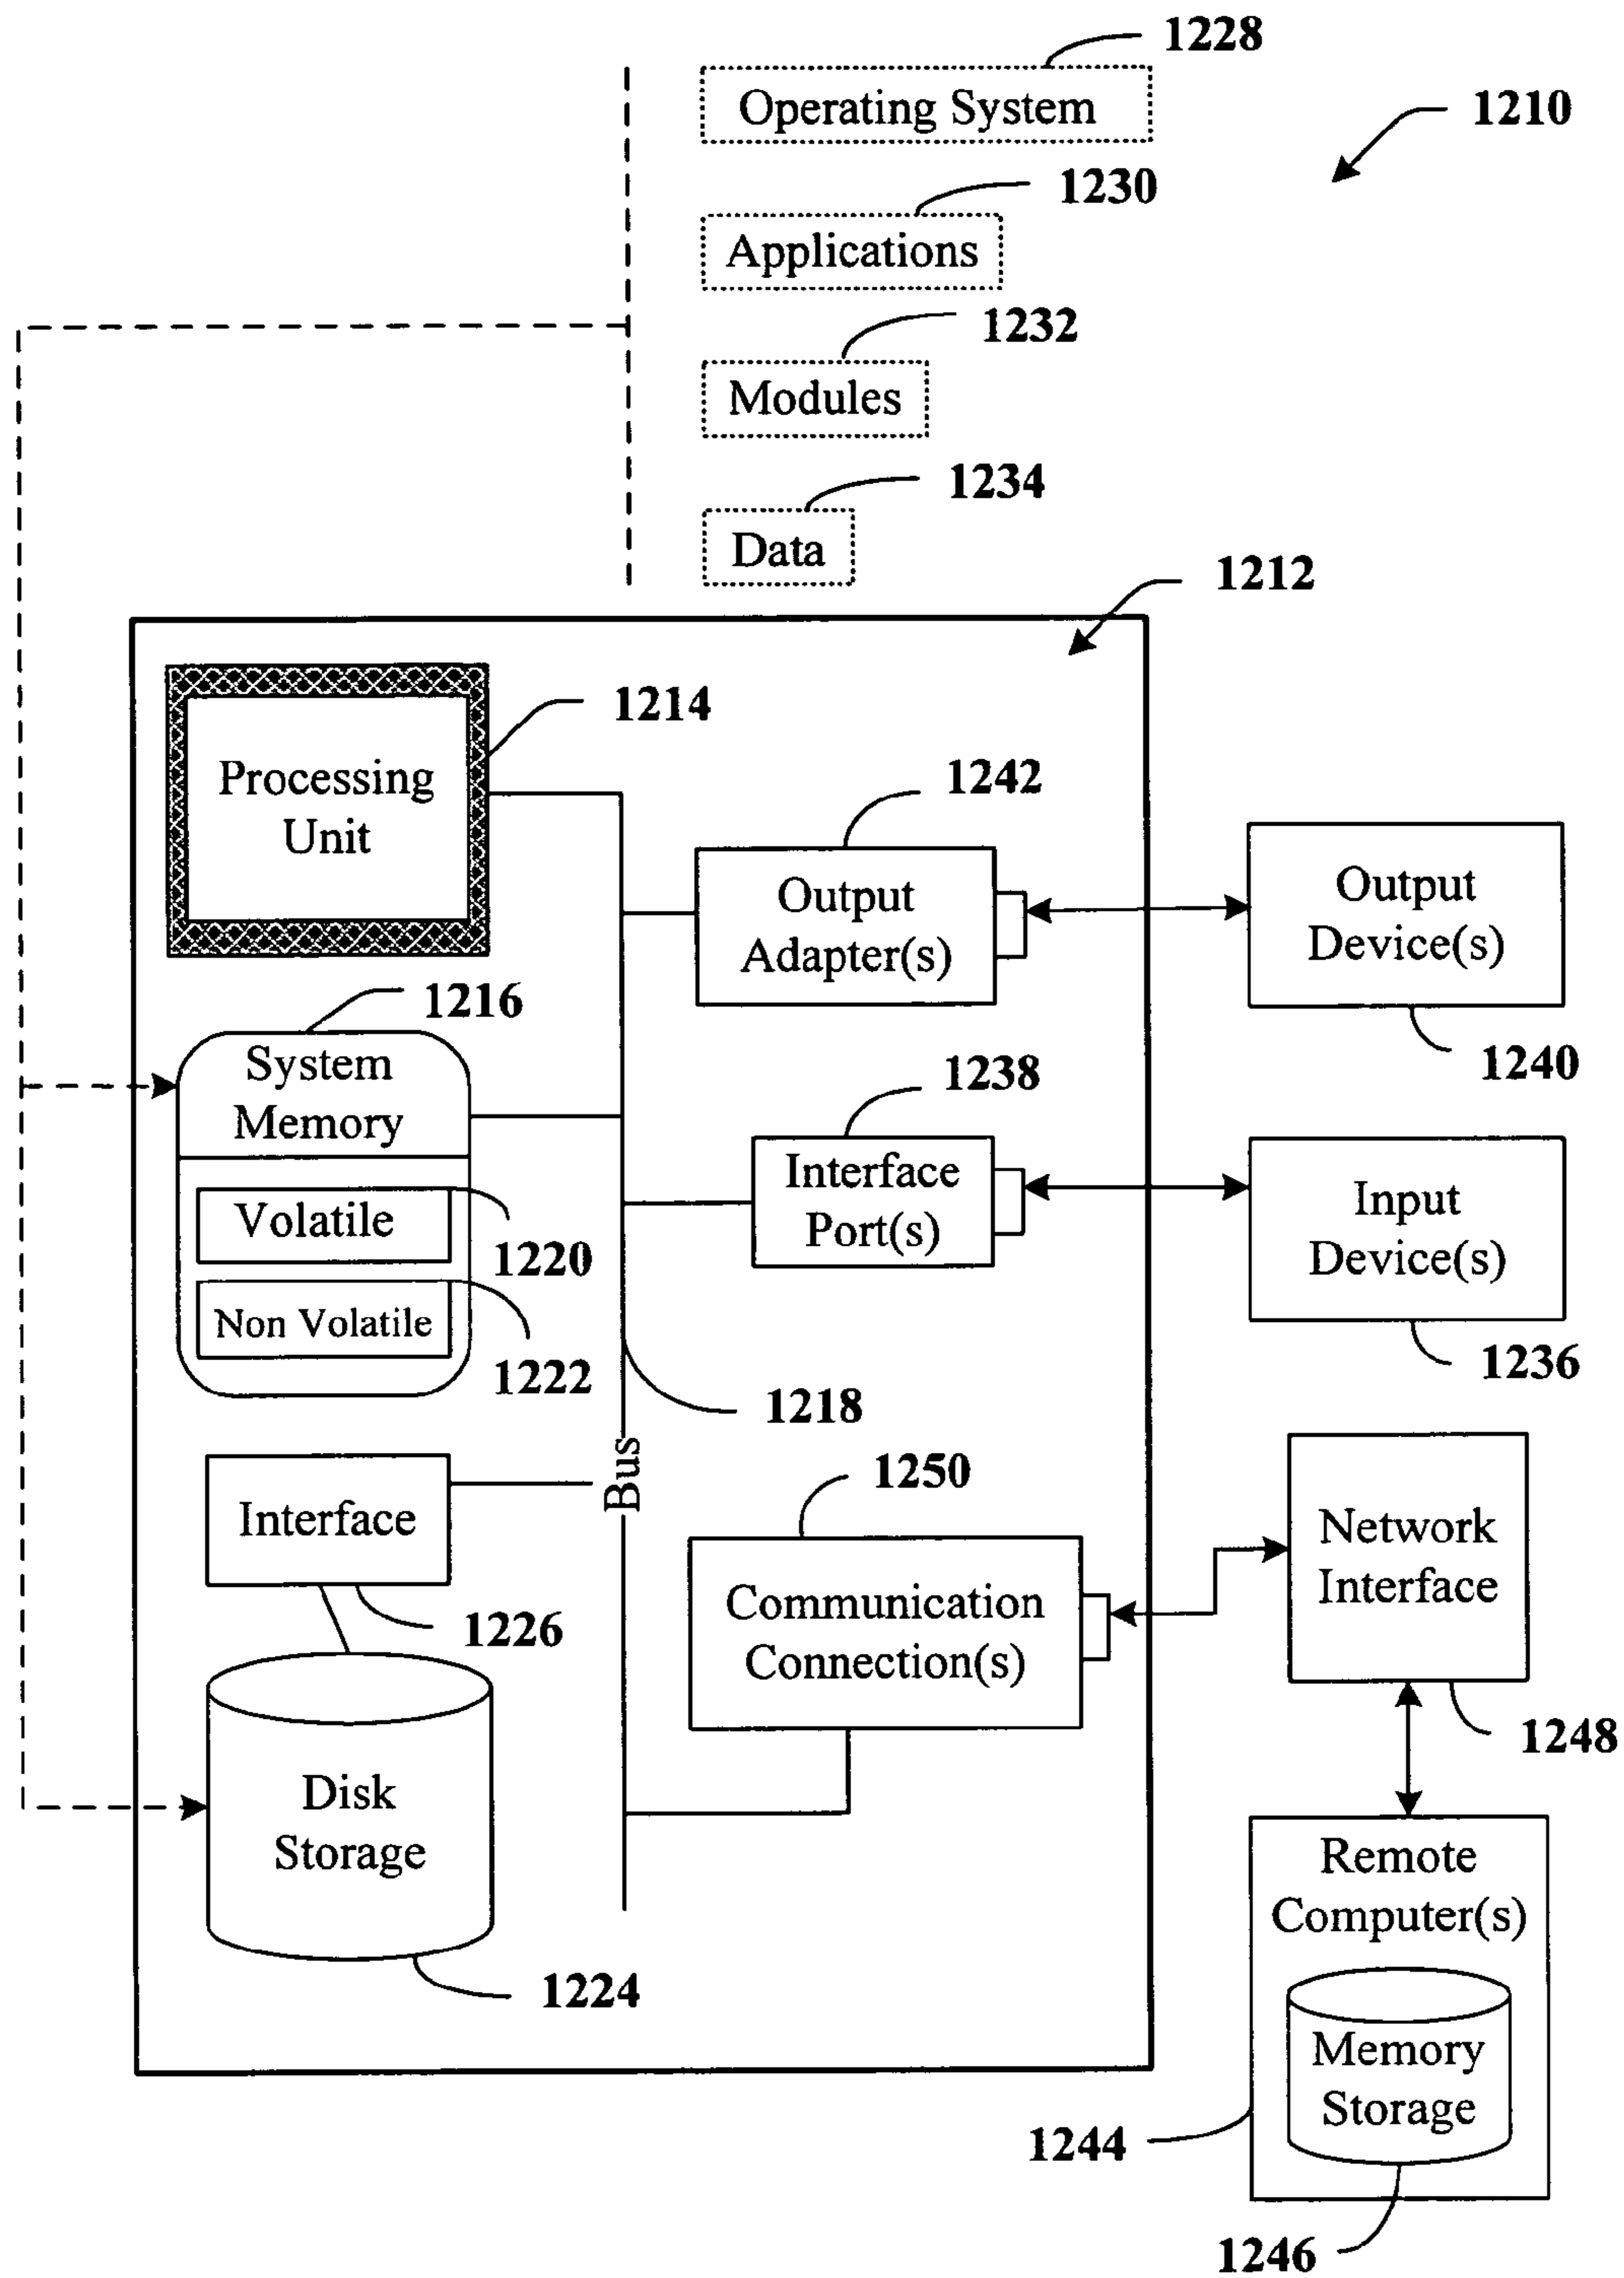 1228
Operating System
1210
1230
Applications
1232
Modules
1234
Data
1212
1214
Processing
Unit
1242
Output
Adapter(s)
Output
Device(s)
1240
1216
System
Memory
1238
Interface
Port(s)
Input
Device(s)
1236
Volatile
1220
Non Volatile
1222
1218
Bus
1250
Interface
1226
Communication
Connection(s)
Network
Interface
1248
Disk
Storage
1224
Remote
Computer(s)
Memory
Storage
1244
1246